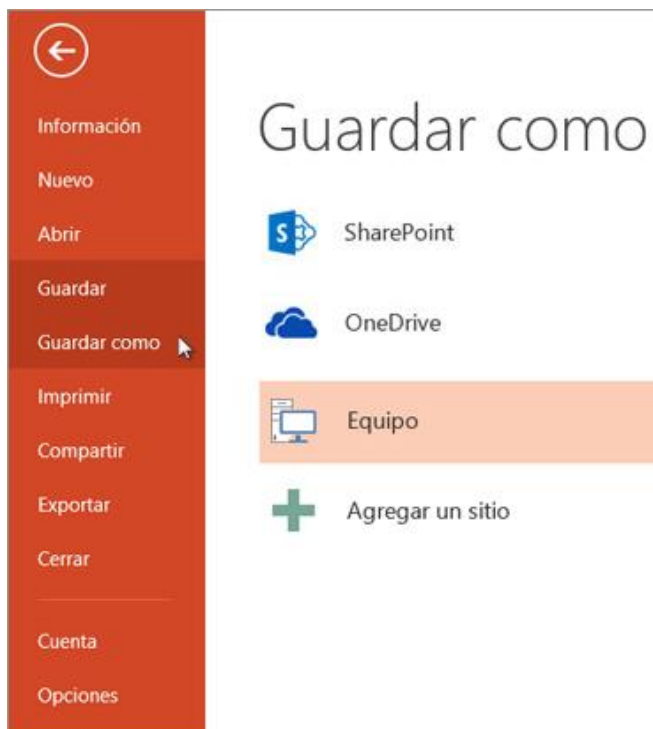 Información
Nuevo
Abrir
Guardar
Guardar como
Imprimir
Compartir
Exportar
Cerrar
Cuenta
Opciones
Guardar como
S
SharePoint
OneDrive
Equipo
Agregar un sitio